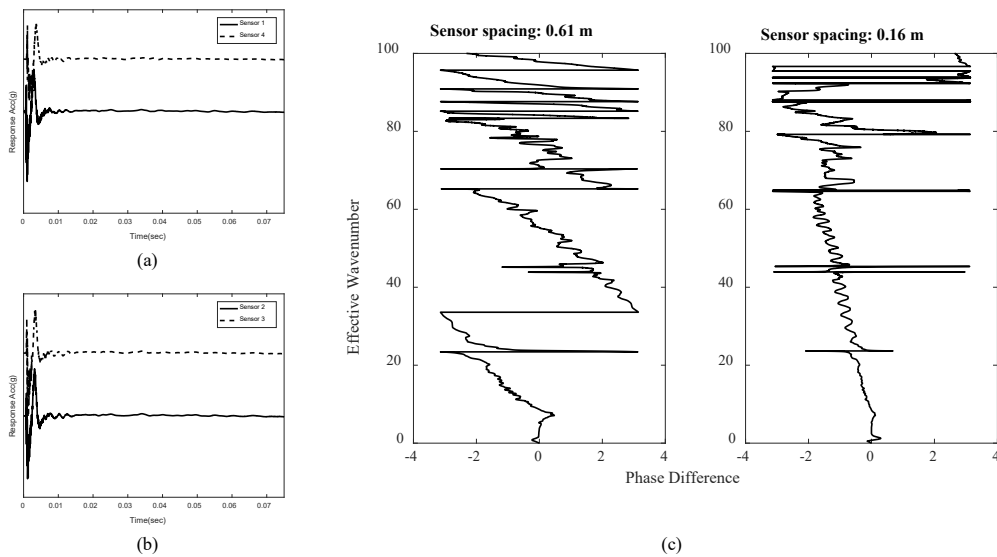 Sensor 1
Sensor 4
Response Acc(g)
0 0.01 0.02 0.03 0.04 0.05 0.06 0.07
Time(sec)
(a)
Sensor 2
Sensor 3
Response Acc(g)
0 0.01 0.02 0.03 0.04 0.05 0.06 0.07
Time(sec)
(b)
Sensor spacing: 0.61 m
Sensor spacing: 0.16 m
Effective Wavenumber
100
80
60
40
20
0
-4 -2 0 2 4
100
80
60
40
20
0
-4 -2 0 2 4
Phase Difference
(c)